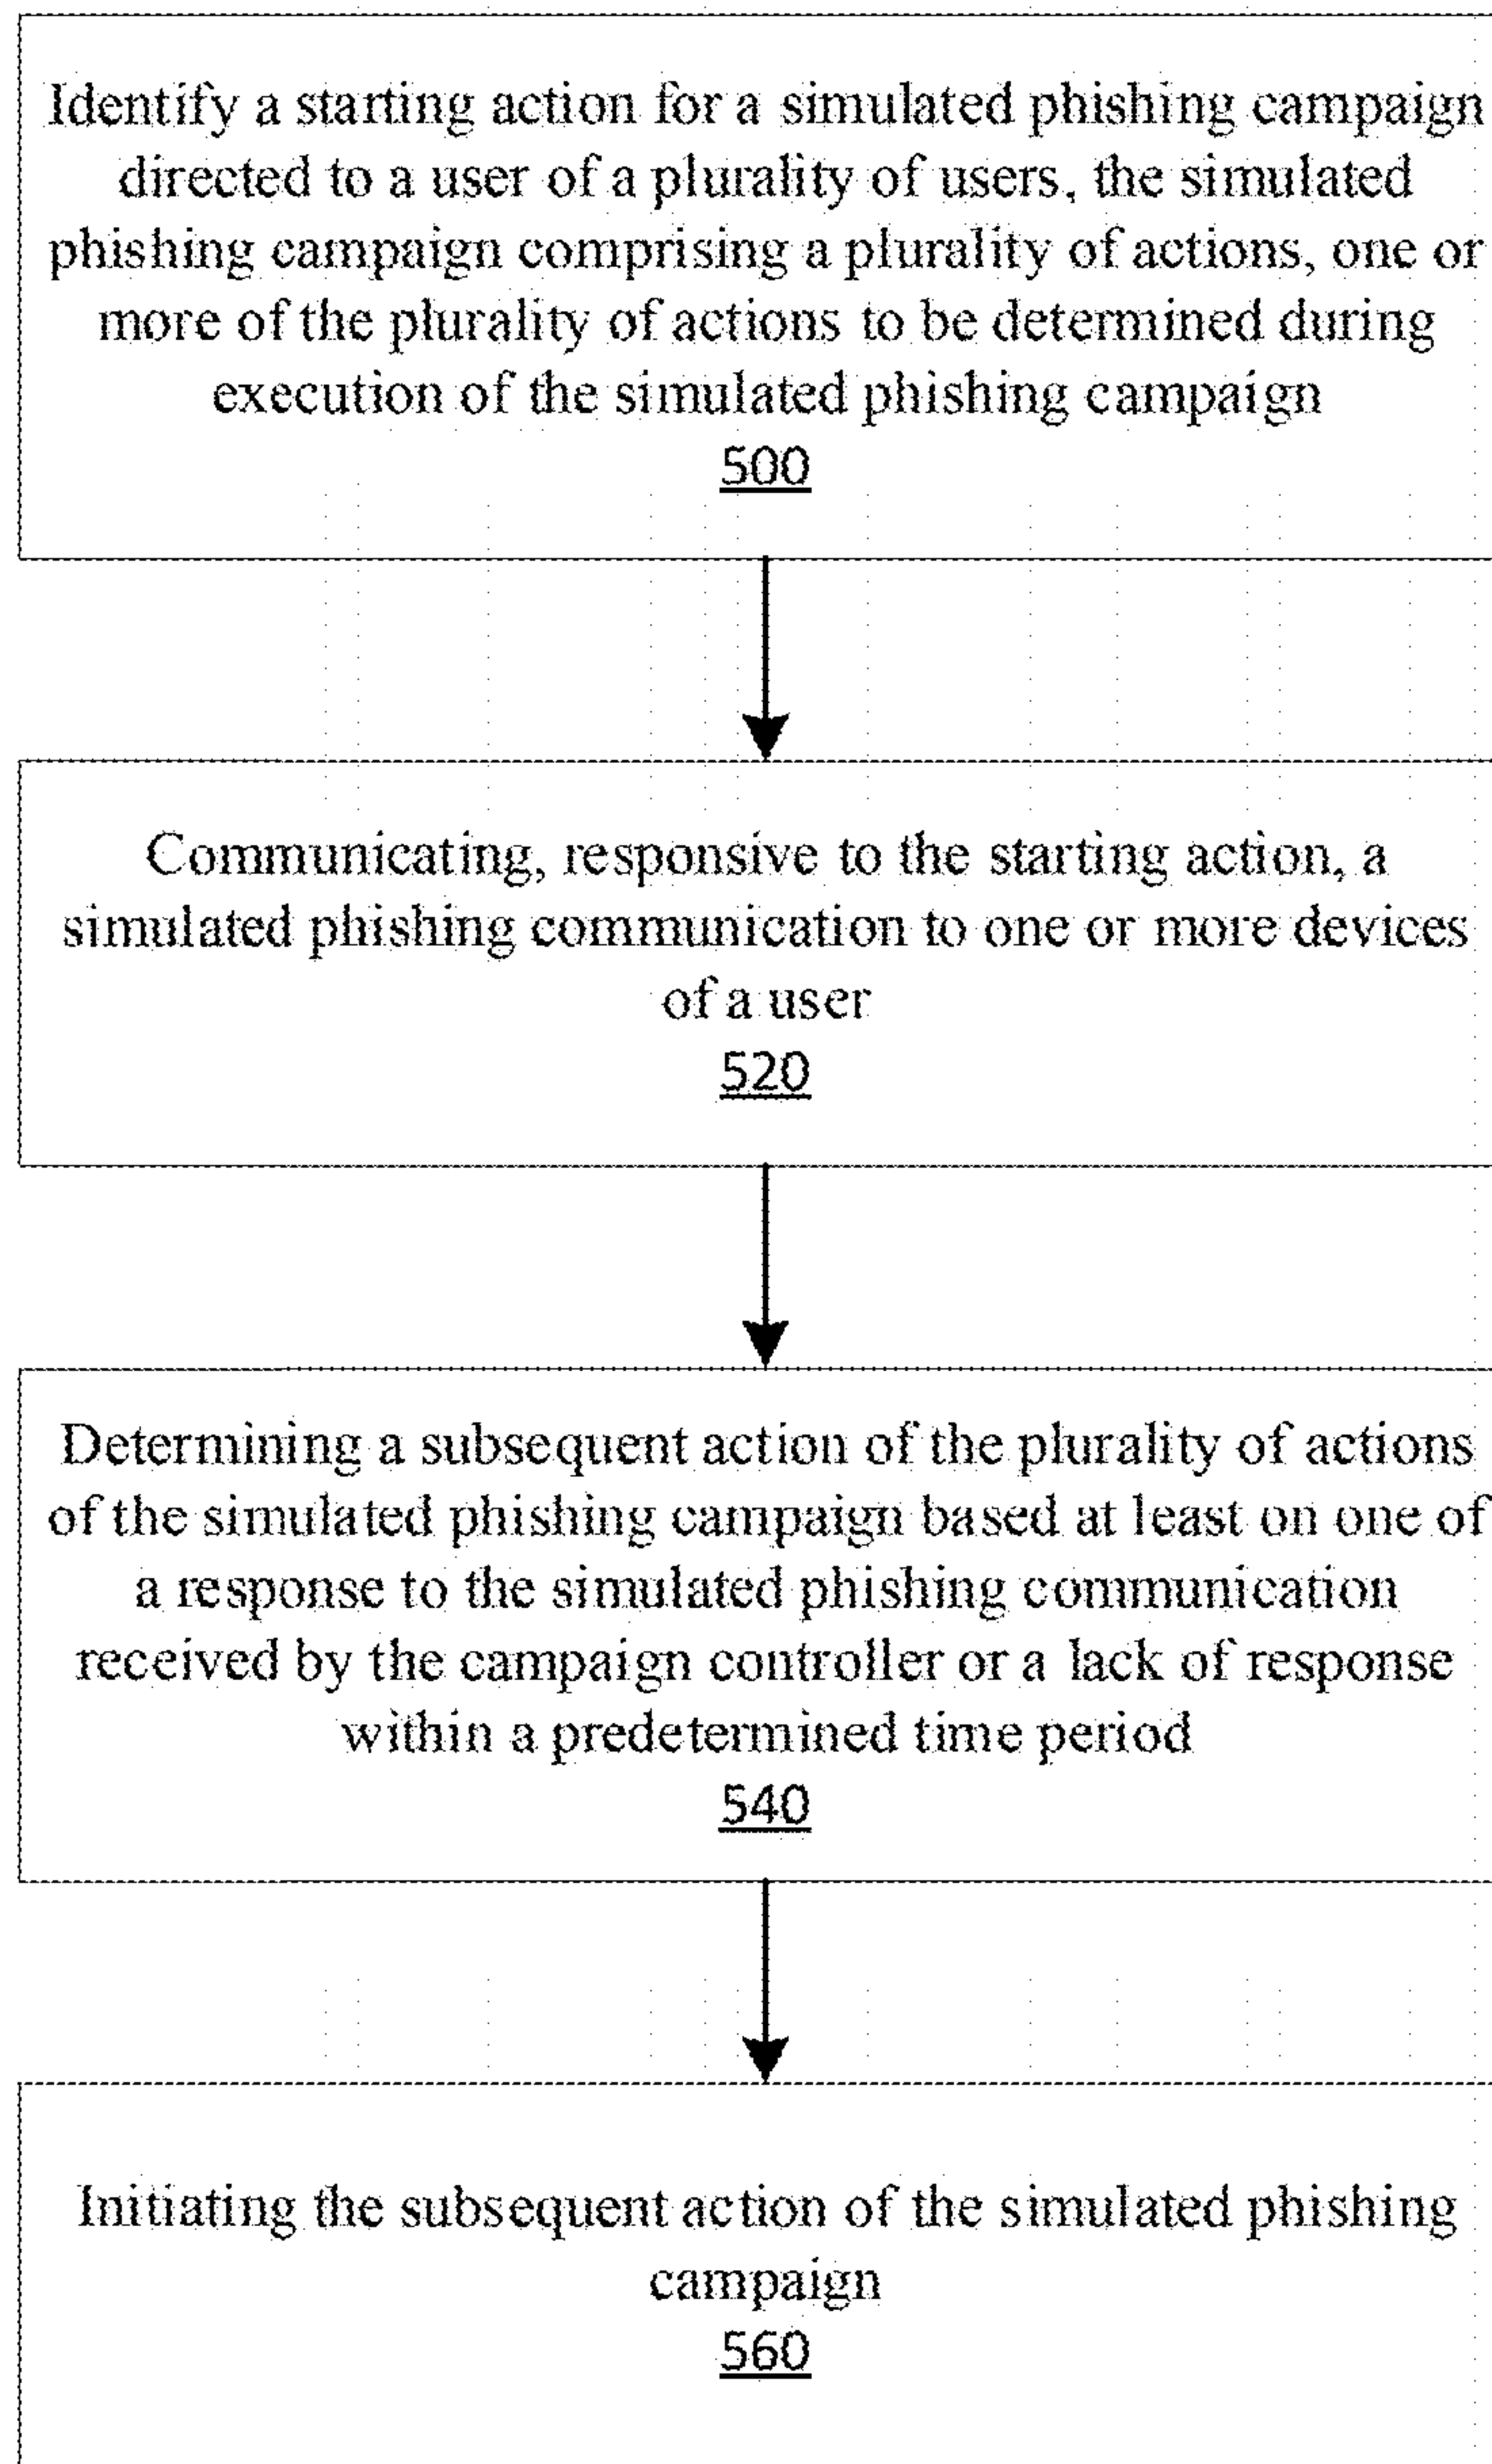 Identify a starting action for a simulated phishing campaign
directed to a user of a plurality of users, the simulated
phishing campaign comprising a plurality of actions, one or
more of the plurality of actions to be determined during
execution of the simulated phishing campaign
500
Communicating, responsive to the starting action, a
simulated phishing communication to one or more devices
of a user
520
Determining a subsequent action of the plurality of actions
of the simulated phishing campaign based at least on one of
a response to the simulated phishing communication
received by the campaign controller or a lack of response
within a predetermined time period
540
Initiating the subsequent action of the simulated phishing
campaign
560